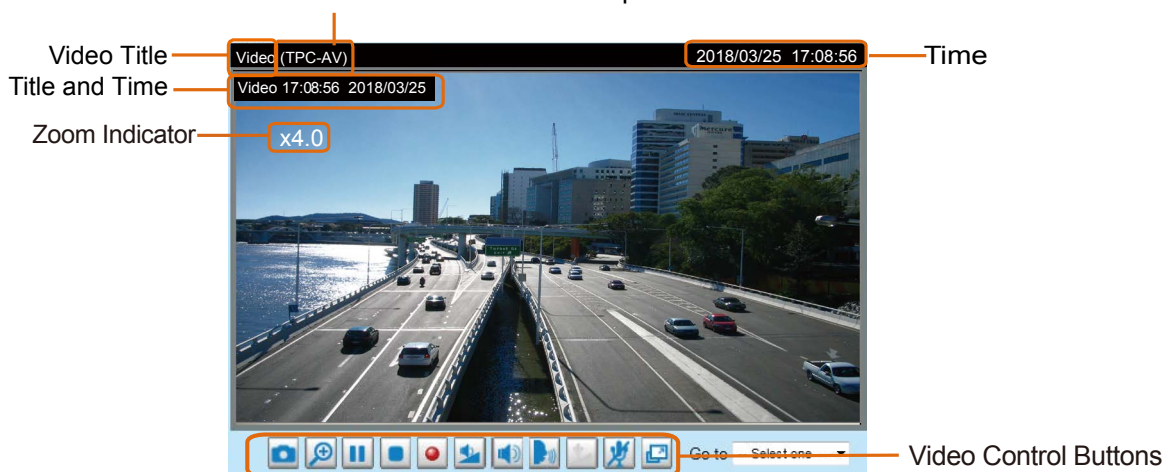 Video Title
Video (TPC-AV)
2018/03/25 17:08:56
Time
Title and Time
Video 17:08:56 2018/03/25
Zoom Indicator
x4.0
Go to
Select one
Video Control Buttons